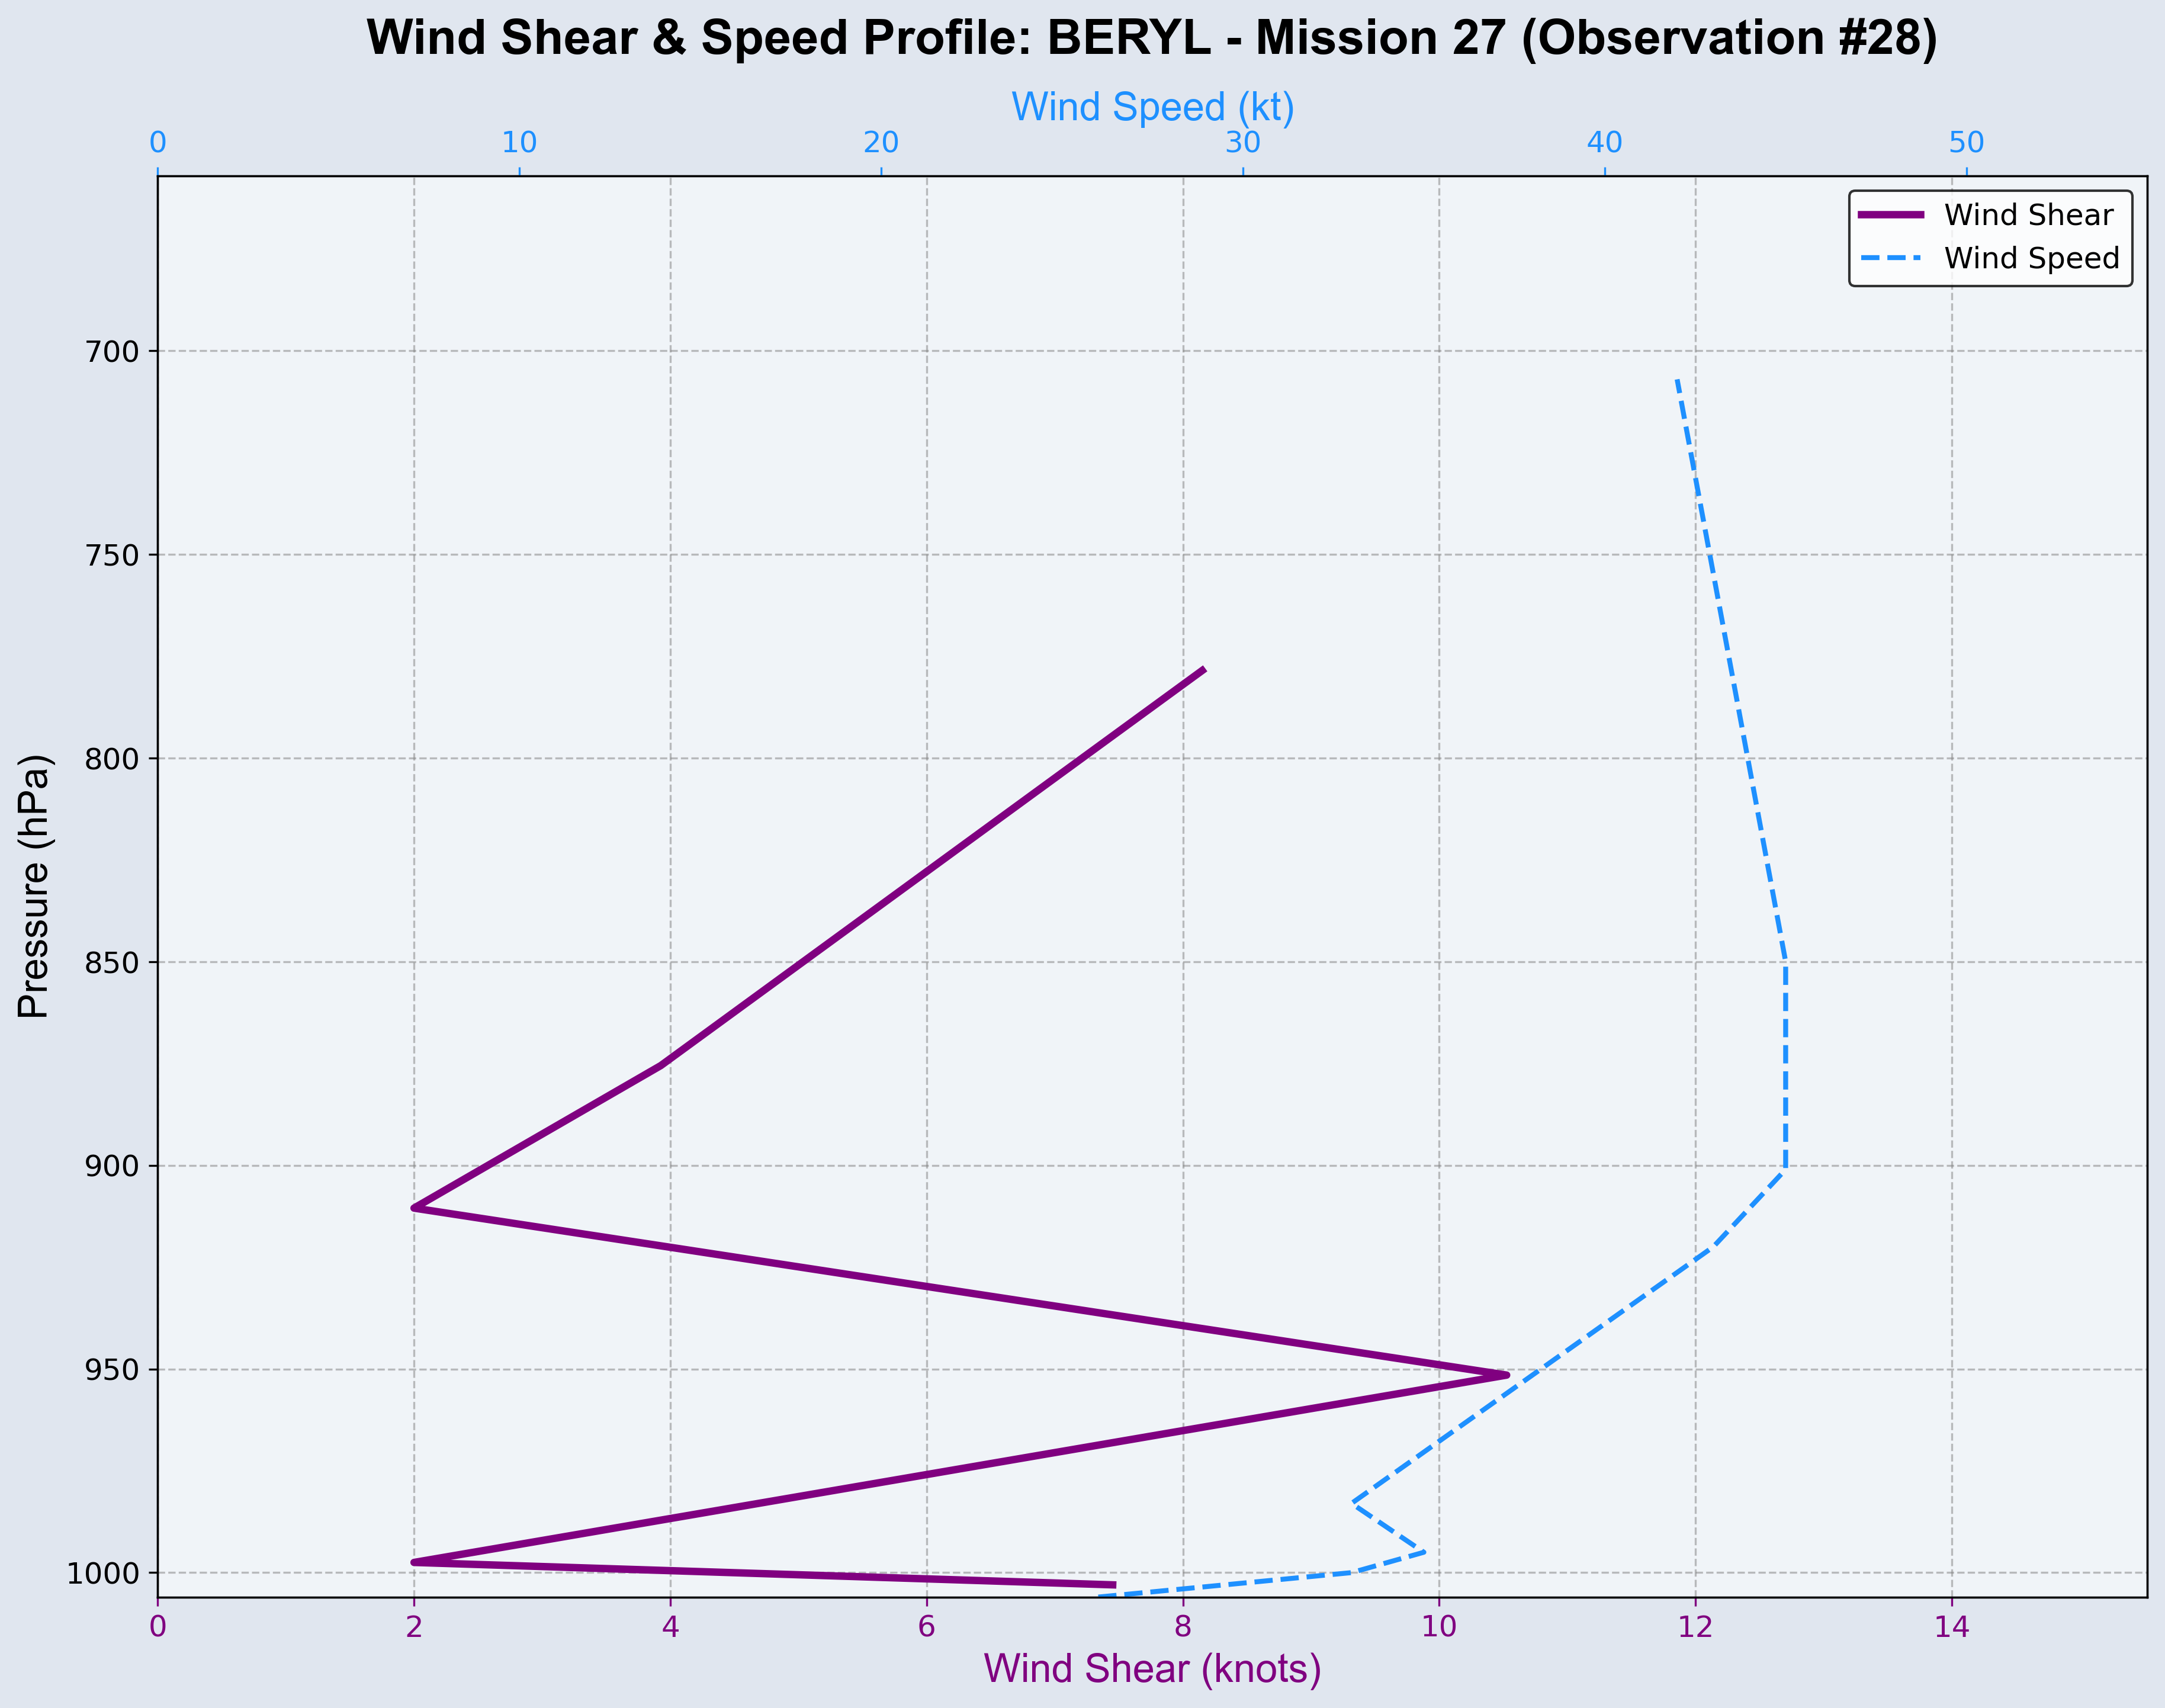 Wind Shear & Speed Profile: BERYL - Mission 27 (Observation #28)
Wind Speed (kt)
0 10 20 30 40 50
Wind Shear
Wind Speed
Pressure (hPa)
700
750
800
850
900
950
1000
0 2 4 6 8 10 12 14
Wind Shear (knots)